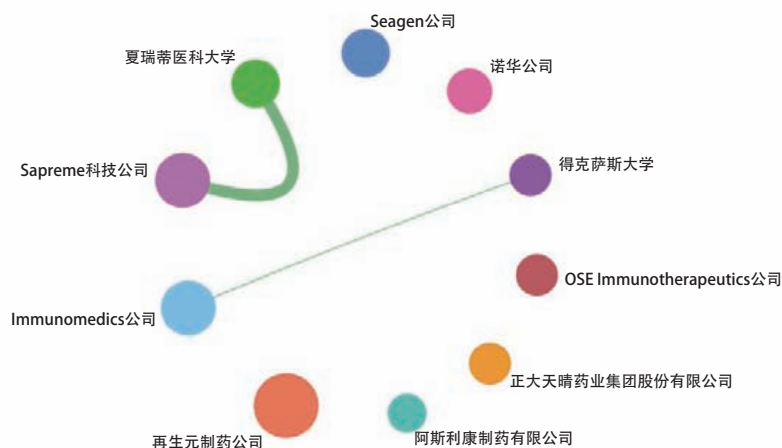 Seagen公司
夏瑞蒂医科大学
诺华公司
Sapreme科技公司
得克萨斯大学
OSE Immunotherapeutics公司
Immunomedics公司
正大天晴药业集团股份有限公司
再生元制药公司
阿斯利康制药有限公司